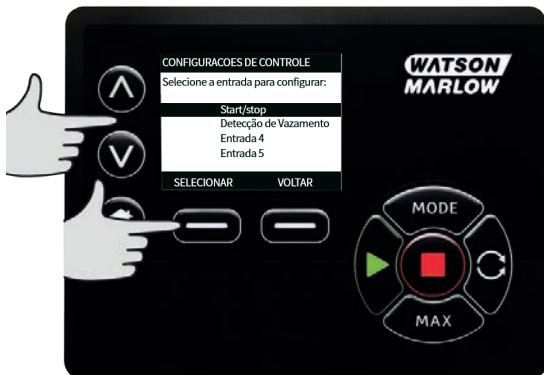 CONFIGURACOES DE CONTROLE
Selecione a entrada para configurar:
Start/stop
Detecção de Vazamento
Entrada 4
Entrada 5
SELECIONAR VOLTAR
WATSON
MARLOW
MODE
MAX